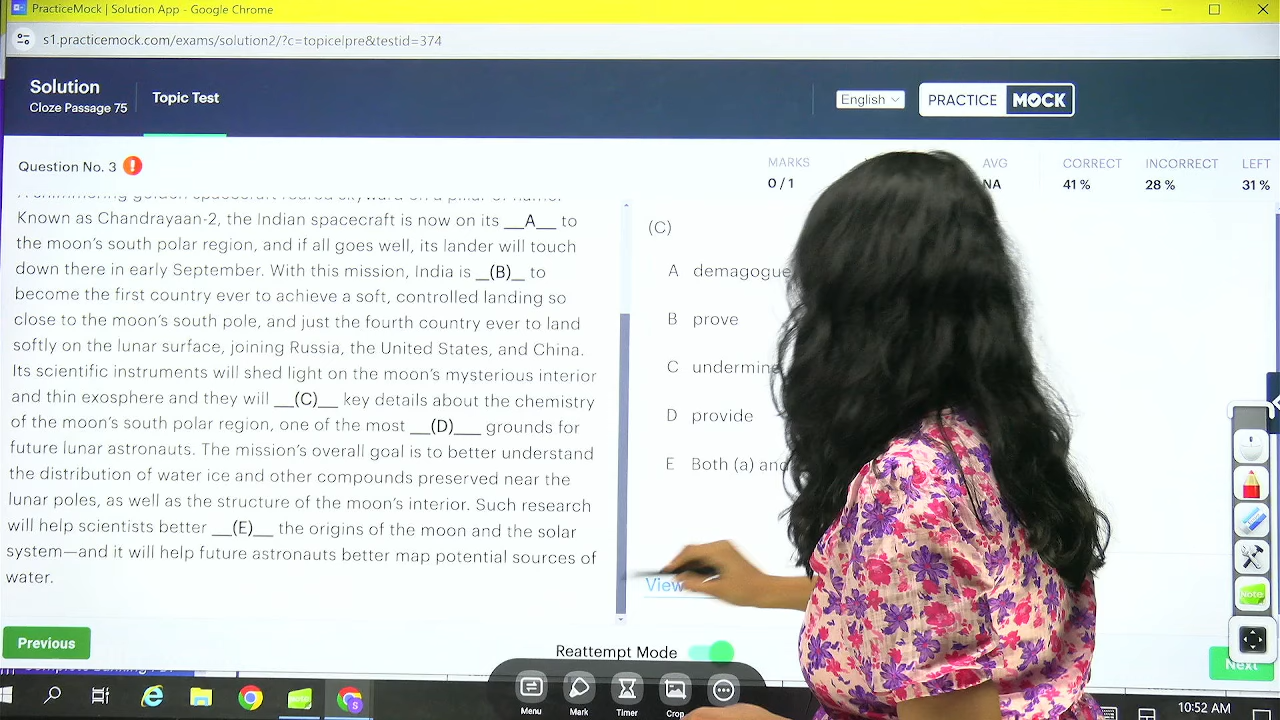 PracticeMock | Solution App - Google Chrome
s1.practicemock.com/exams/solution2/?c=topicelpre&testid=374
Solution
Cloze Passage 75
Topic Test
English
PRACTICE MOCK
Question No. 3
MARKS
0 / 1
AVG
NA
CORRECT
41 %
INCORRECT
28 %
LEFT
31 %
Known as Chandrayaan-2, the Indian spacecraft is now on its __A__ to
the moon's south polar region, and if all goes well, its lander will touch
down there in early September. With this mission, India is _(B)_ to
become the first country ever to achieve a soft, controlled landing so
close to the moon's south pole, and just the fourth country ever to land
softly on the lunar surface, joining Russia, the United States, and China.
Its scientific instruments will shed light on the moon's mysterious interior
and thin exosphere and they will __(C)__ key details about the chemistry
of the moon's south polar region, one of the most __(D)___ grounds for
future lunar astronauts. The mission's overall goal is to better understand
the distribution of water ice and other compounds preserved near the
lunar poles, as well as the structure of the moon's interior. Such research
will help scientists better __(E)__ the origins of the moon and the solar
system—and it will help future astronauts better map potential sources of
water.
(C)
A demagogue
B prove
C undermine
D provide
E Both (a) and
View
Previous
Reattempt Mode
Next
Note
Menu
Mark
Timer
Crop
10:52 AM